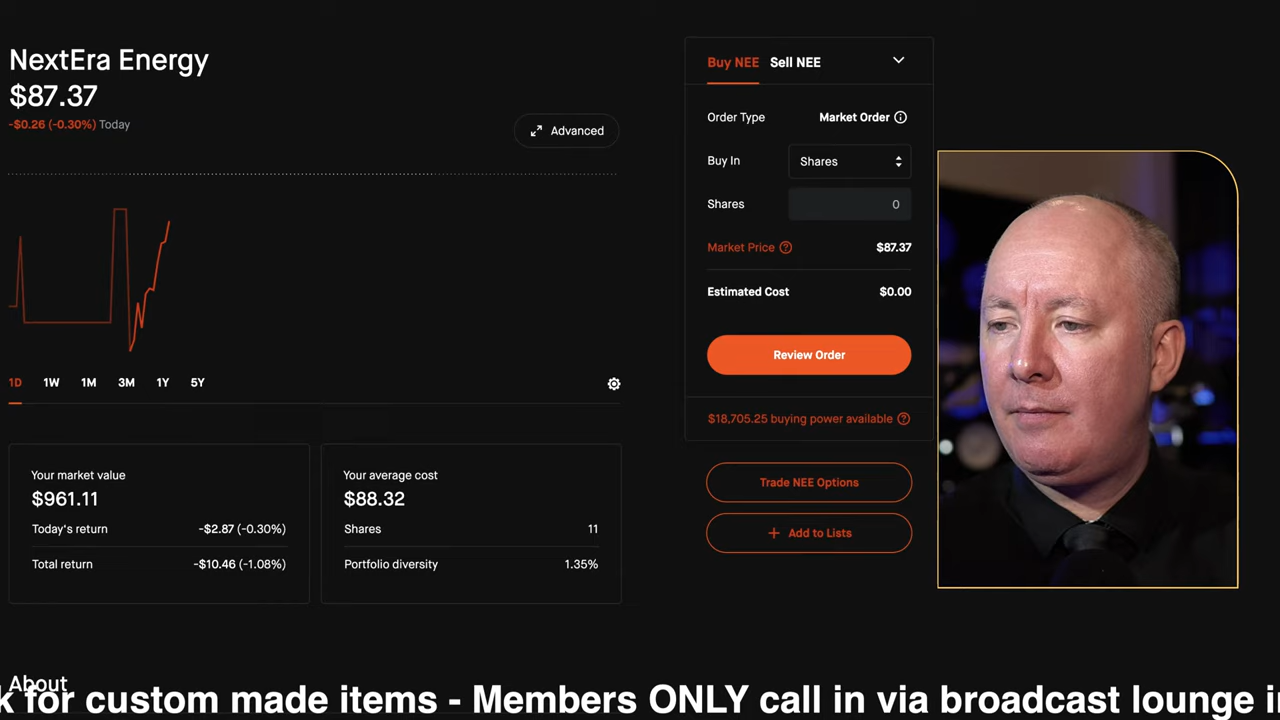 NextEra Energy
$87.37
-$0.26 (-0.30%) Today
Advanced
1D 1W 1M 3M 1Y 5Y
Your market value
$961.11
Today's return -$2.87 (-0.30%)
Total return -$10.46 (-1.08%)
Your average cost
$88.32
Shares 11
Portfolio diversity 1.35%
About
Buy NEE Sell NEE
Order Type Market Order
Buy In Shares
Shares 0
Market Price $87.37
Estimated Cost $0.00
Review Order
$18,705.25 buying power available
Trade NEE Options
+ Add to Lists
k for custom made items - Members ONLY call in via broadcast lounge i